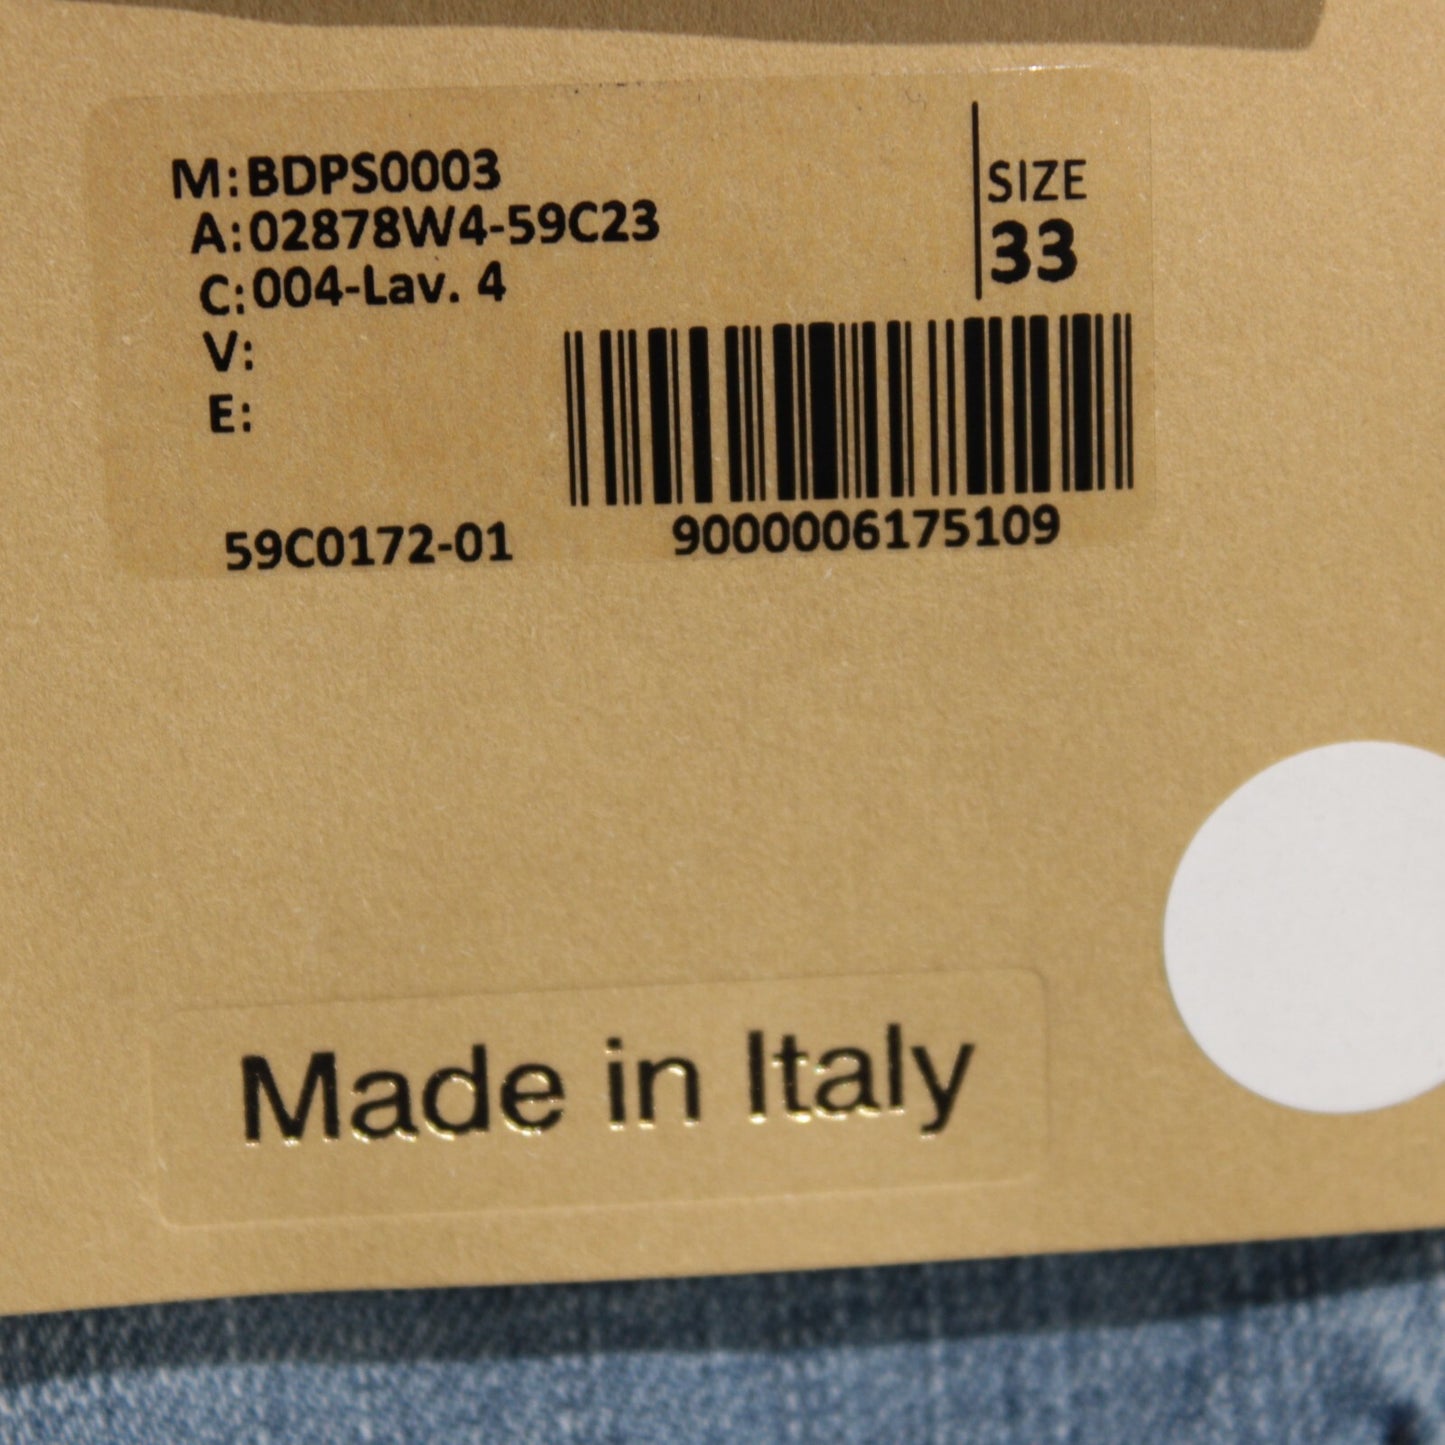 M:BDPS0003
A:02878W4-59C23
C:004-Lav. 4
V:
E:
SIZE
33
59C0172-01
9000006175109
Made in Italy